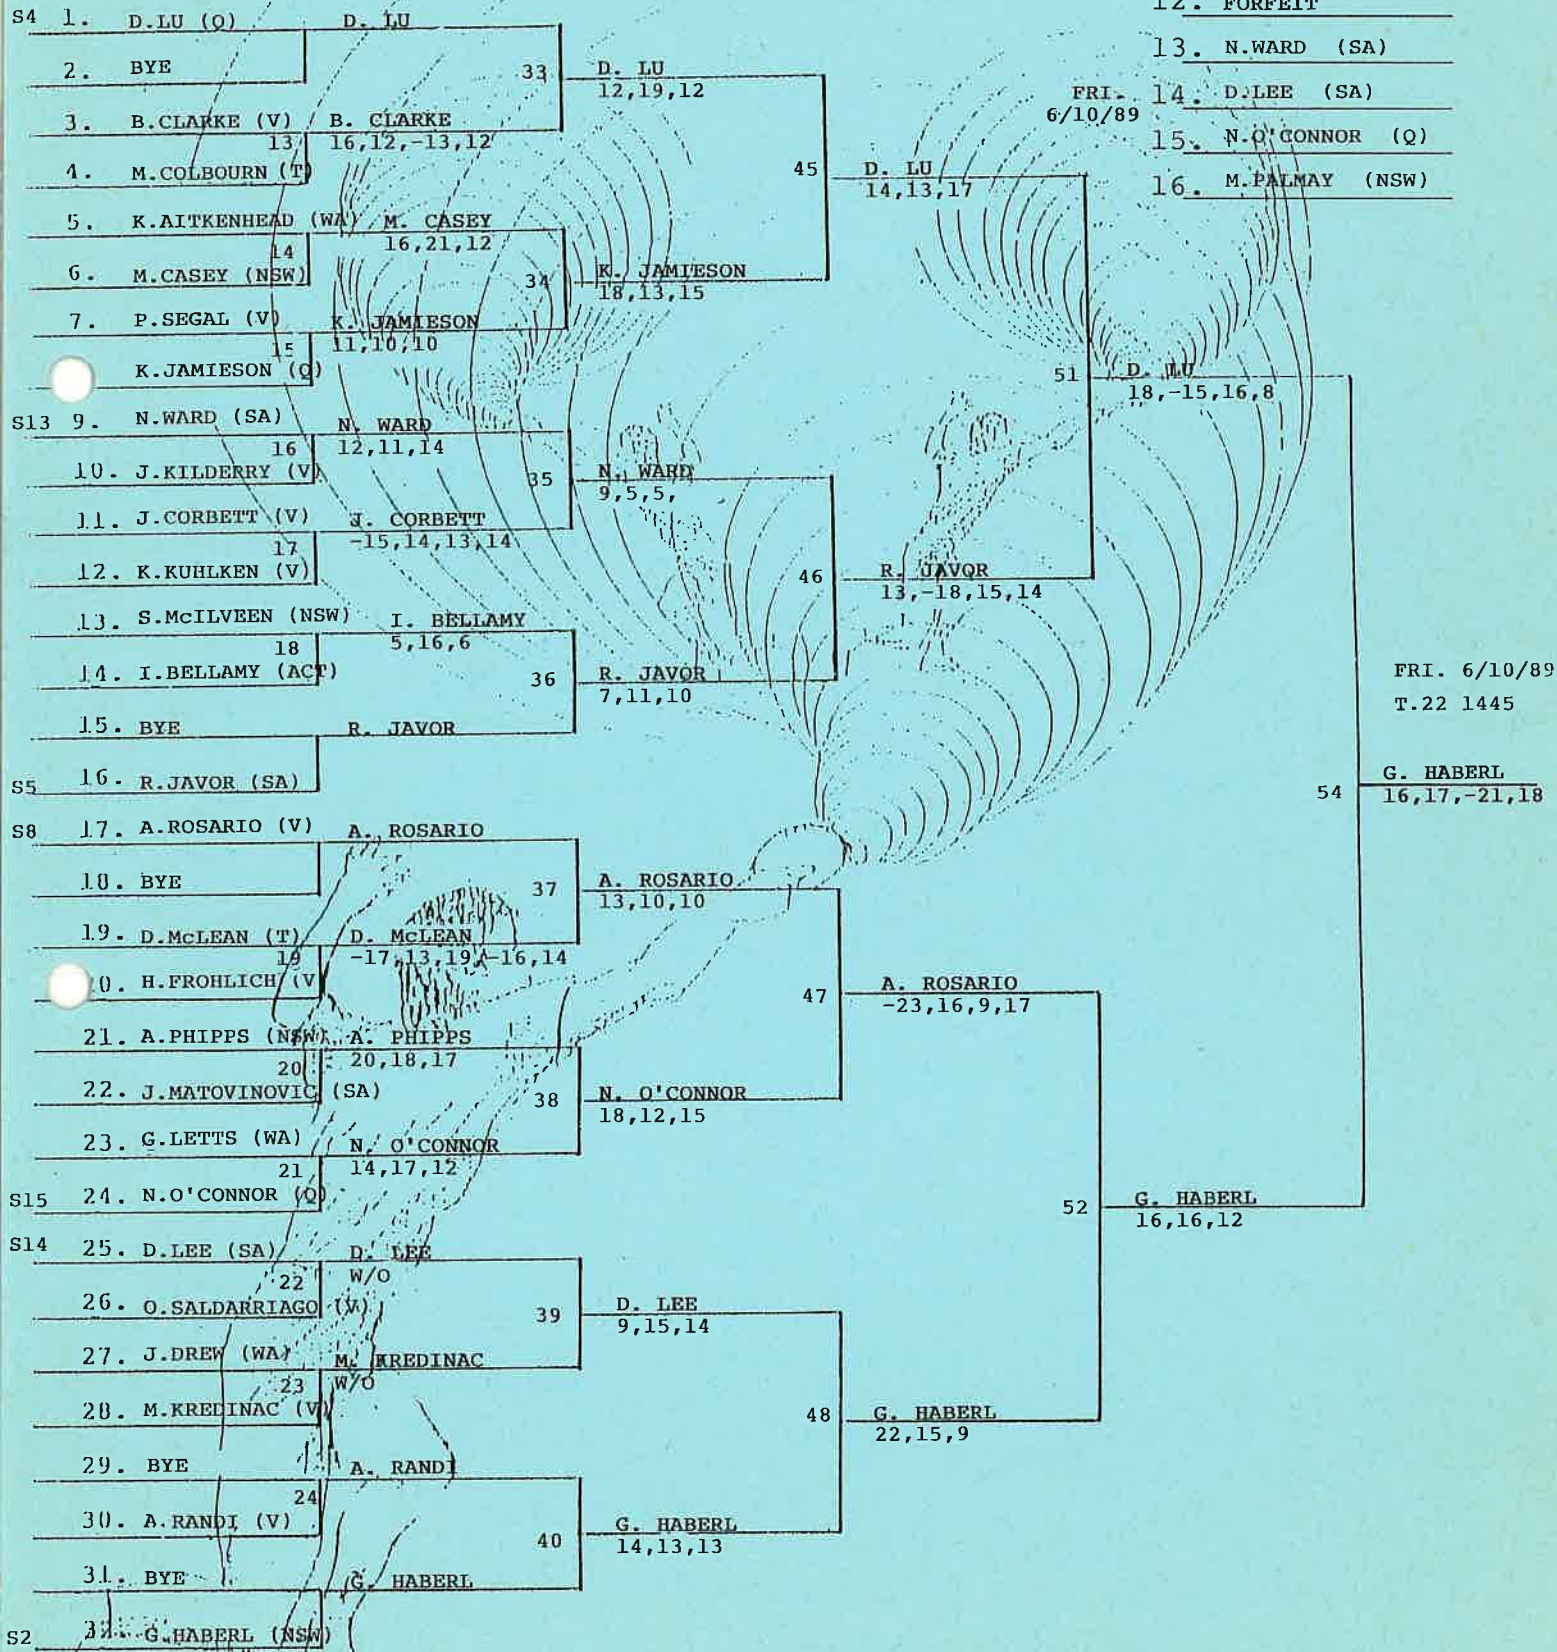 12. FORFEIT
13. N.WARD (SA)
FRI. 6/10/89
14. D.LEE (SA)
15. N.O'CONNOR (Q)
16. M.PALMAY (NSW)
S4 1. D.LU (Q)
D. LU
2. BYE
33
D. LU
12,19,12
3. B.CLARKE (V)
13
B. CLARKE
16,12,-13,12
4. M.COLBOURN (T)
45
D. LU
14,13,17
5. K.AITKENHEAD (WA)
14
M. CASEY
16,21,12
6. M.CASEY (NSW)
34
K. JAMIESON
18,13,15
7. P.SEGAL (V)
15
K. JAMIESON
11,10,10
K.JAMIESON (Q)
51
D. LU
18,-15,16,8
S13 9. N.WARD (SA)
16
N. WARD
12,11,14
10. J.KILDERRY (V)
35
N. WARD
9,5,5,
11. J.CORBETT (V)
17
J. CORBETT
-15,14,13,14
12. K.KUHLKEN (V)
46
R. JAVOR
13,-18,15,14
13. S.McILVEEN (NSW)
18
I. BELLAMY
5,16,6
14. I.BELLAMY (ACT)
36
R. JAVOR
7,11,10
15. BYE
R. JAVOR
S5 16. R.JAVOR (SA)
FRI. 6/10/89
T.22 1445
54
G. HABERL
16,17,-21,18
S8 17. A.ROSARIO (V)
A. ROSARIO
18. BYE
37
A. ROSARIO
13,10,10
19. D.McLEAN (T)
19
D. McLEAN
-17,13,19,-16,14
0. H.FROHLICH (V
47
A. ROSARIO
-23,16,9,17
21. A.PHIPPS (NSW)
20
A. PHIPPS
20,18,17
22. J.MATOVINOVIC (SA)
38
N. O'CONNOR
18,12,15
23. G.LETTS (WA)
21
N. O'CONNOR
14,17,12
S15 24. N.O'CONNOR (Q)
52
G. HABERL
16,16,12
S14 25. D.LEE (SA)
22
D. LEE
W/O
26. O.SALDARRIAGO (V)
39
D. LEE
9,15,14
27. J.DREW (WA)
23
M. KREDINAC
W/O
28. M.KREDINAC (V)
48
G. HABERL
22,15,9
29. BYE
24
A. RANDI
30. A.RANDI (V)
40
G. HABERL
14,13,13
31. BYE
G. HABERL
S2 3 G.HABERL (NSW)